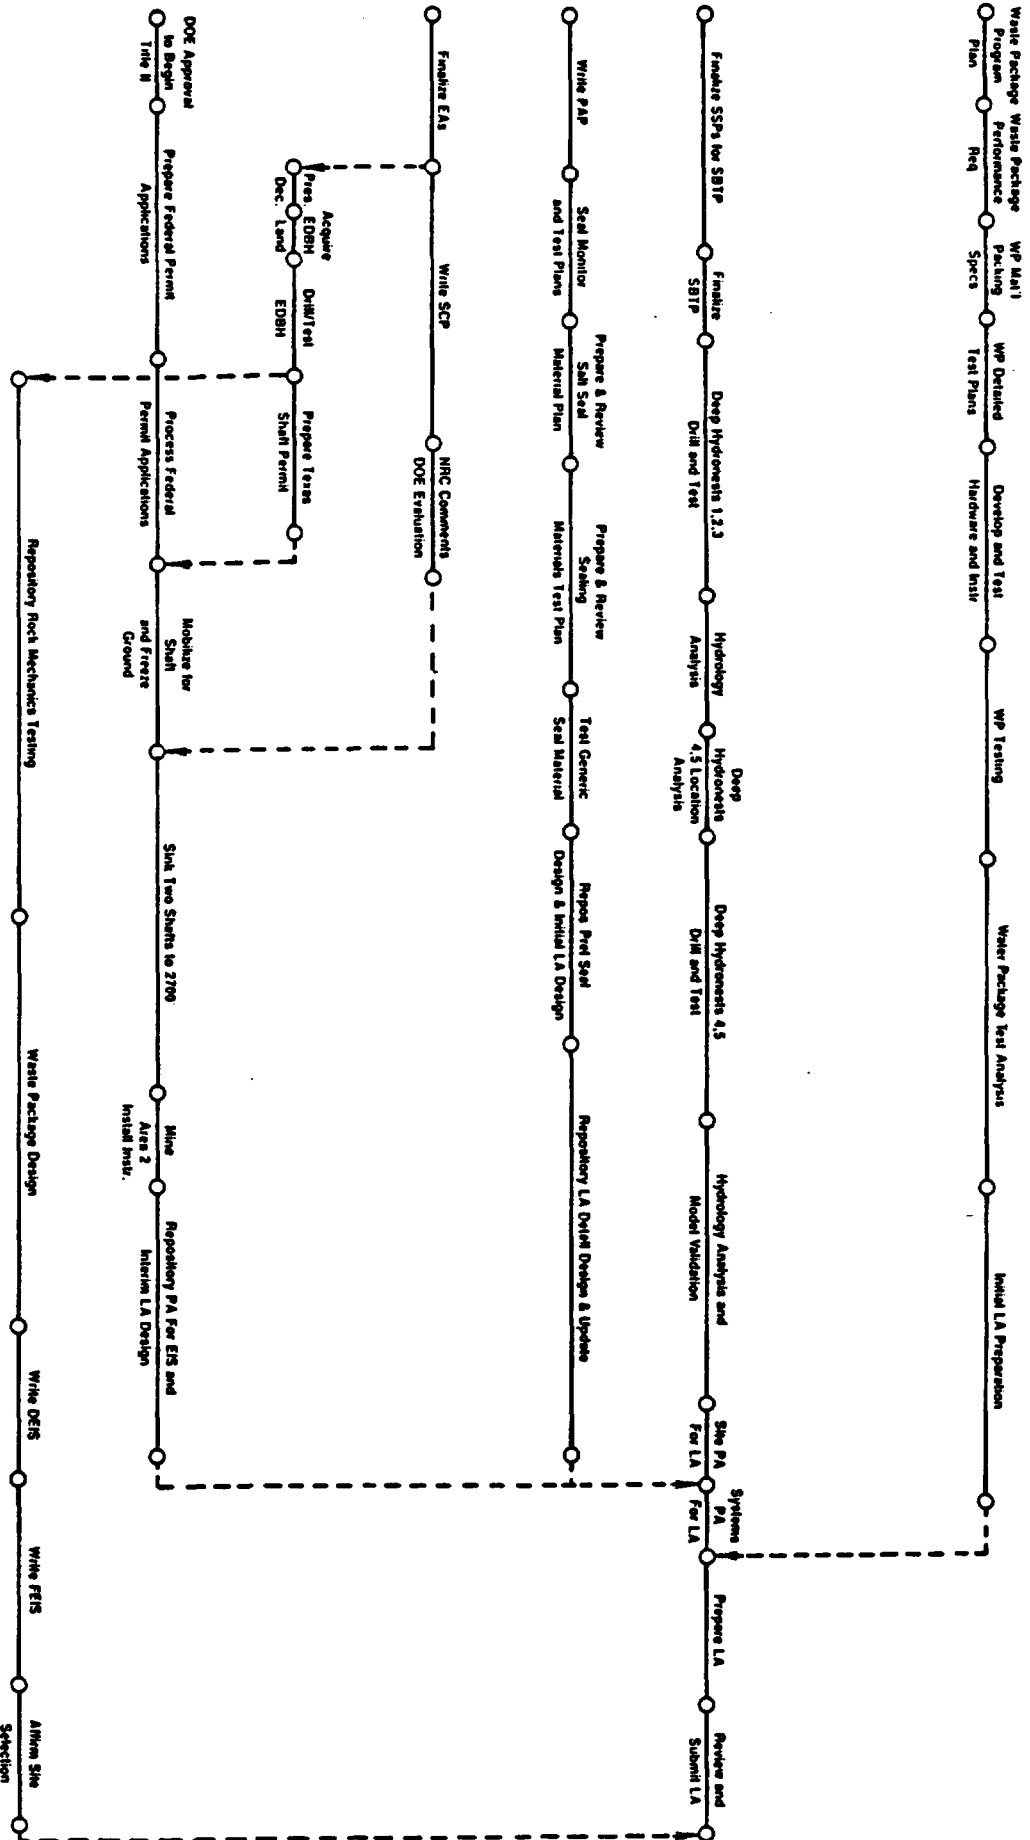 Waste Package
Program
Plan
Waste Package
Performance
Req
WP Mat'l
Packing
Specs
WP Detailed
Test Plans
Develop and Test
Hardware and Instr
WP Testing
Water Package Test Analysis
Initial LA Preparation
Finalize SSPs for SBTP
Finalize
SBTP
Deep Hydronests 1,2,3
Drill and Test
Hydrology
Analysis
Deep
Hydronests
4,5 Location
Analysis
Deep Hydronests 4,5
Drill and Test
Hydrology Analysis and
Model Validation
Site PA
For LA
Systems
PA
For LA
Prepare LA
Review and
Submit LA
Write PAP
Seal Monitor
and Test Plans
Prepare & Review
Salt Seal
Material Plan
Prepare & Review
Sealing
Materials Test Plan
Test Generic
Seal Material
Repos Prel Seal
Design & Initial LA Design
Repository LA Detail Design & Update
Finalize EAs
Write SCP
NRC Comments
DOE Evaluation
Pres.
Dec.
Acquire
EDBH
Land
Drill/Test
EDBH
Prepare Texas
Shaft Permit
DOE Approval
to Begin
Title II
Prepare Federal Permit
Applications
Process Federal
Permit Applications
Mobilize for
Shaft
and Freeze
Ground
Sink Two Shafts to 2700'
Mine
Area 2
Install Instr.
Repository PA For EIS and
Interim LA Design
Repository Rock Mechanics Testing
Waste Package Design
Write DEIS
Write FEIS
Affirm Site
Selection